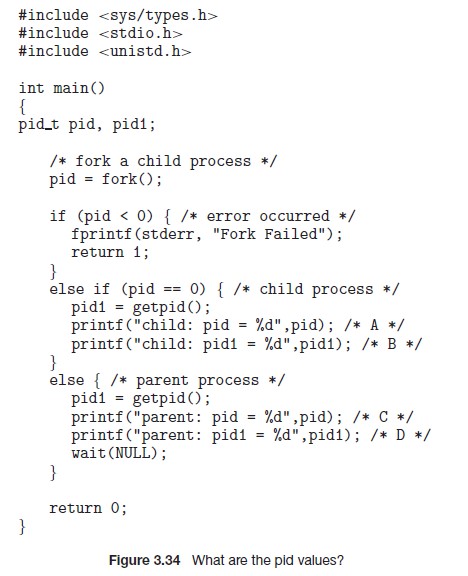 #include <sys/types.h>
#include <stdio.h>
#include <unistd.h>
int main()
{
pid_t pid, pid1;
/* fork a child process */
pid = fork();
if (pid < 0) { /* error occurred */
fprintf(stderr, "Fork Failed");
return 1;
}
else if (pid == 0) { /* child process */
pid1 = getpid();
printf("child: pid = %d",pid); /* A */
printf("child: pid1 = %d",pid1); /* B */
}
else { /* parent process */
pid1 = getpid();
printf("parent: pid = %d",pid); /* C */
printf("parent: pid1 = %d",pid1); /* D */
wait(NULL);
}
return 0;
}
Figure 3.34 What are the pid values?